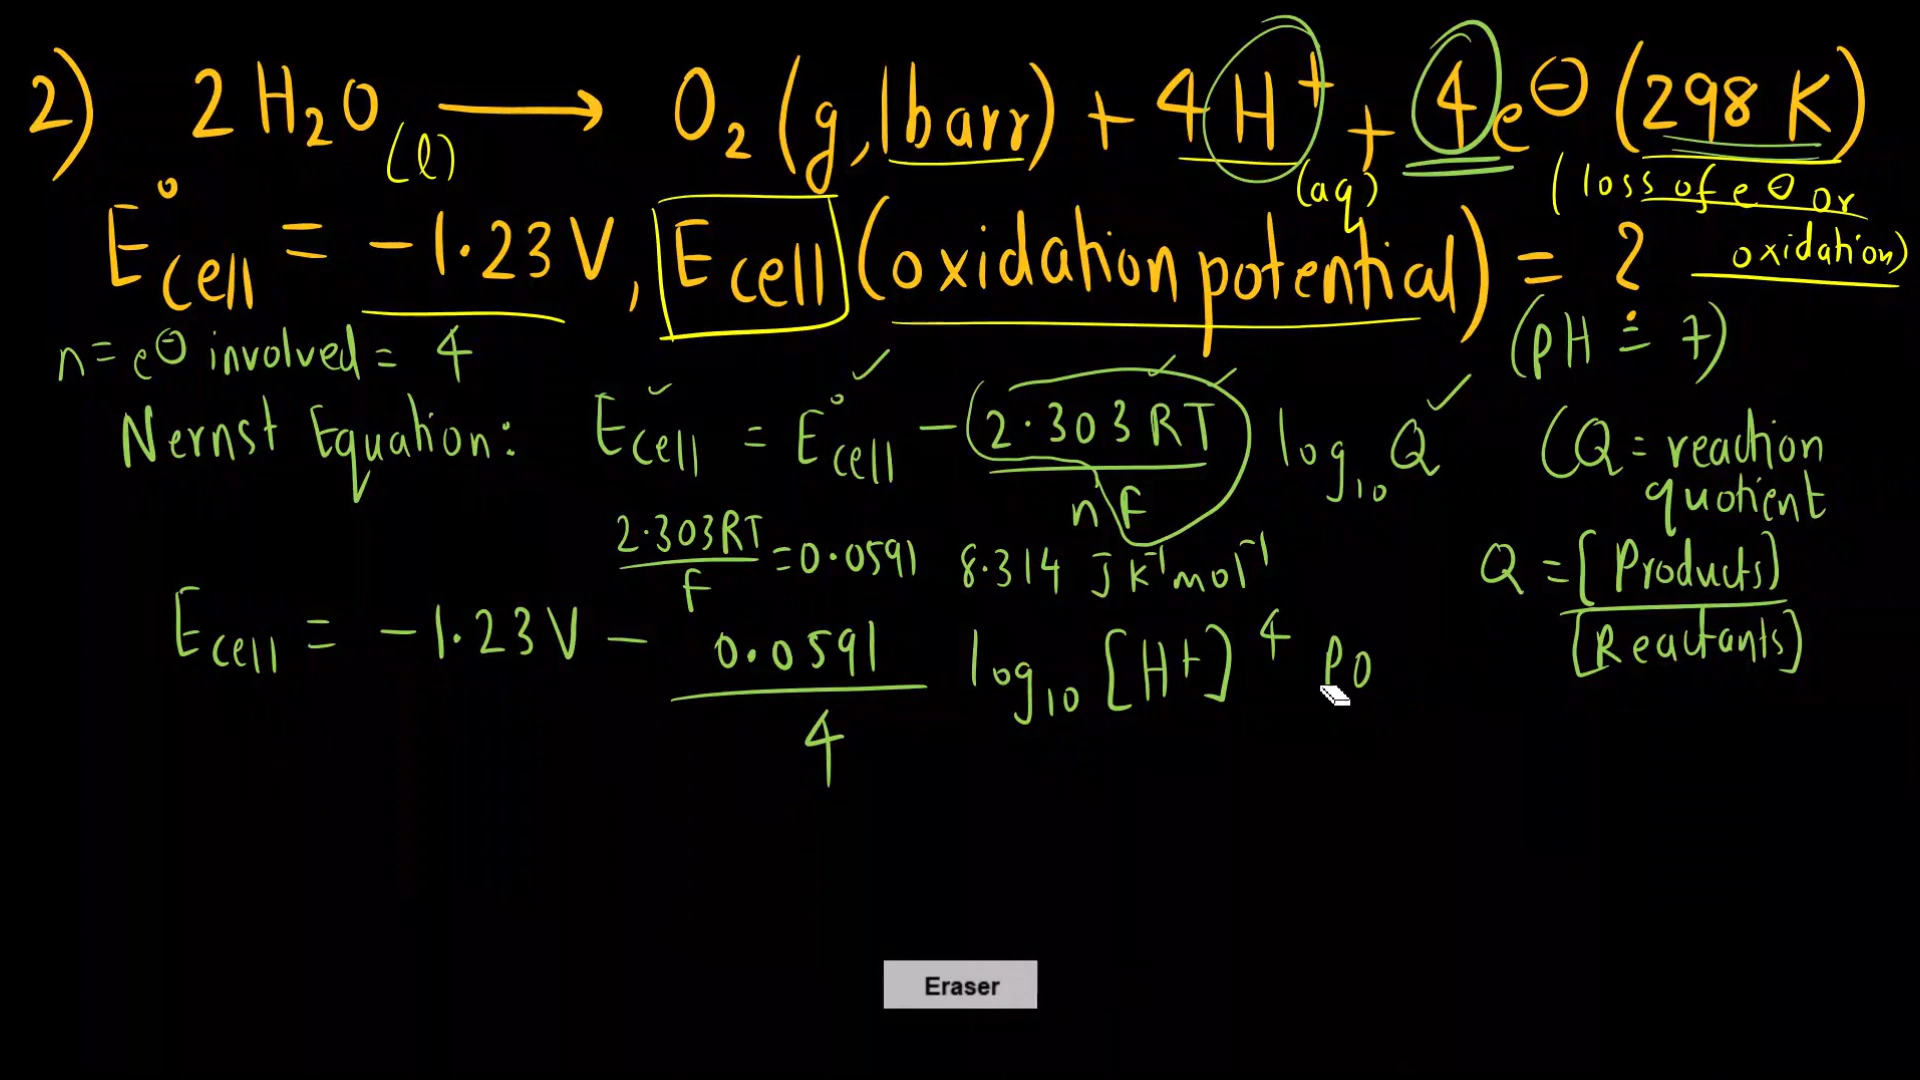 2) 2H₂O(l) ⟶ O₂ (g, 1barr) + 4H⁺(aq) + 4e⊖ (298 K)
(loss of e⊖ or
oxidation)
E°cell = -1.23V, Ecell (oxidation potential) = ?
(pH = 7)
n = e⊖ involved = 4
Nernst Equation: Ecell = E°cell - 2.303RT/nF log₁₀ Q
(Q = reaction
quotient
2.303RT/F = 0.0591 8.314 J K⁻¹ mol⁻¹
Q = [Products]/[Reactants]
Ecell = -1.23V - 0.0591/4 log₁₀ [H+]⁴ PO
Eraser